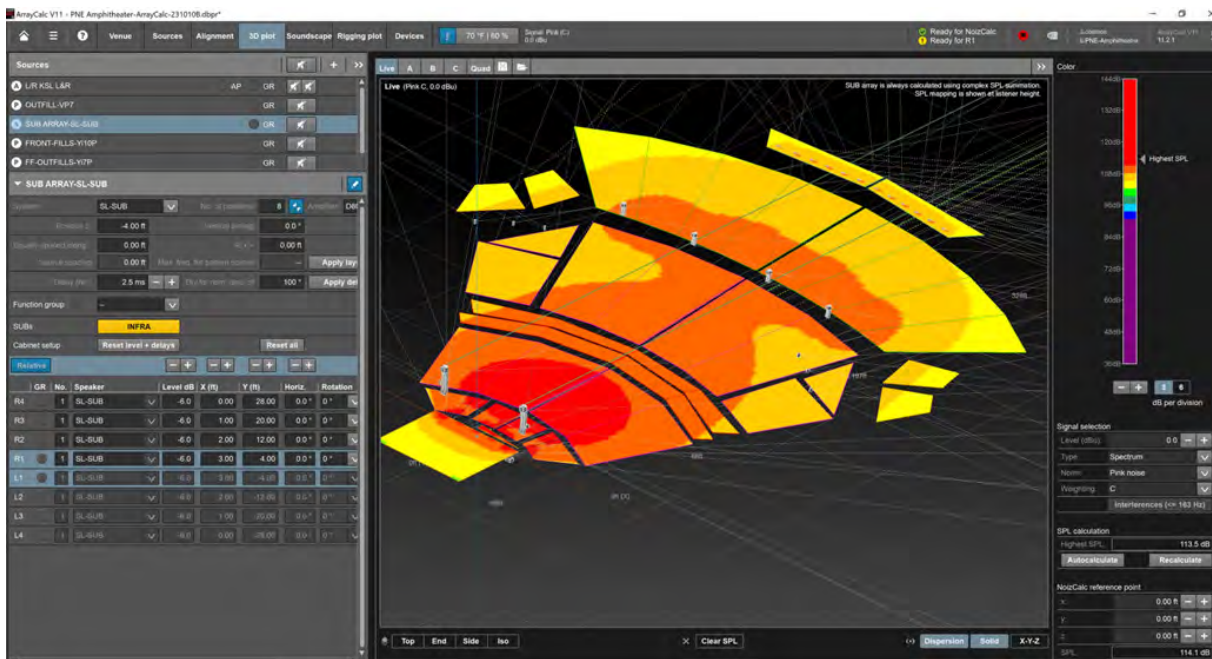 ArrayCalc V11 - PNE Amphitheater-ArrayCalc-231010B.dbpr*
Venue Sources Alignment 3D plot Soundscape Rigging plot Devices 70 °F | 60 % Signal: Pink (C) 0.0 dBu
Ready for NoizCalc
Ready for R1
ArrayCalc V11
11.2.1
Sources
L/R KSL L&R AP GR
OUTFILL-VP7 GR
SUB ARRAY-SL-SUB GR
FRONT-FILLS-Yi10P GR
FF-OUTFILLS-Yi7P GR
SUB ARRAY-SL-SUB
SL-SUB 8
-4.00 ft 0.0 °
0.00 ft 0.00 ft
0.00 ft -- Apply lay
2.5 ms 100 ° Apply del
Function group --
SUBs INFRA
Cabinet setup Reset level + delays Reset all
Relative
GR No. Speaker Level dB X (ft) Y (ft) Horiz. Rotation
R4 1 SL-SUB -6.0 0.00 28.00 0.0 ° 0 °
R3 1 SL-SUB -6.0 1.00 20.00 0.0 ° 0 °
R2 1 SL-SUB -6.0 2.00 12.00 0.0 ° 0 °
R1 1 SL-SUB -6.0 3.00 4.00 0.0 ° 0 °
L1 1 SL-SUB -6.0 3.00 -4.00 0.0 ° 0 °
L2 1 SL-SUB -6.0 2.00 -12.00 0.0 ° 0 °
L3 1 SL-SUB -6.0 1.00 -20.00 0.0 ° 0 °
L4 1 SL-SUB -6.0 0.00 -28.00 0.0 ° 0 °
Live A B C Quad
Live (Pink C, 0.0 dBu)
SUB array is always calculated using complex SPL summation.
SPL mapping is shown at listener height.
Top End Side Iso Clear SPL Dispersion Solid X-Y-Z
Color
144dB
132dB
120dB
Highest SPL
108dB
96dB
84dB
72dB
60dB
48dB
36dB
3 6
dB per division
Signal selection
Level (dBu) 0.0
Type Spectrum
Norm Pink noise
Weighting C
Interferences (<= 163 Hz)
SPL calculation
Highest SPL 113.5 dB
Autocalculate Recalculate
NoizCalc reference point
x: 0.00 ft
y: 0.00 ft
z: 0.00 ft
SPL: 114.1 dB